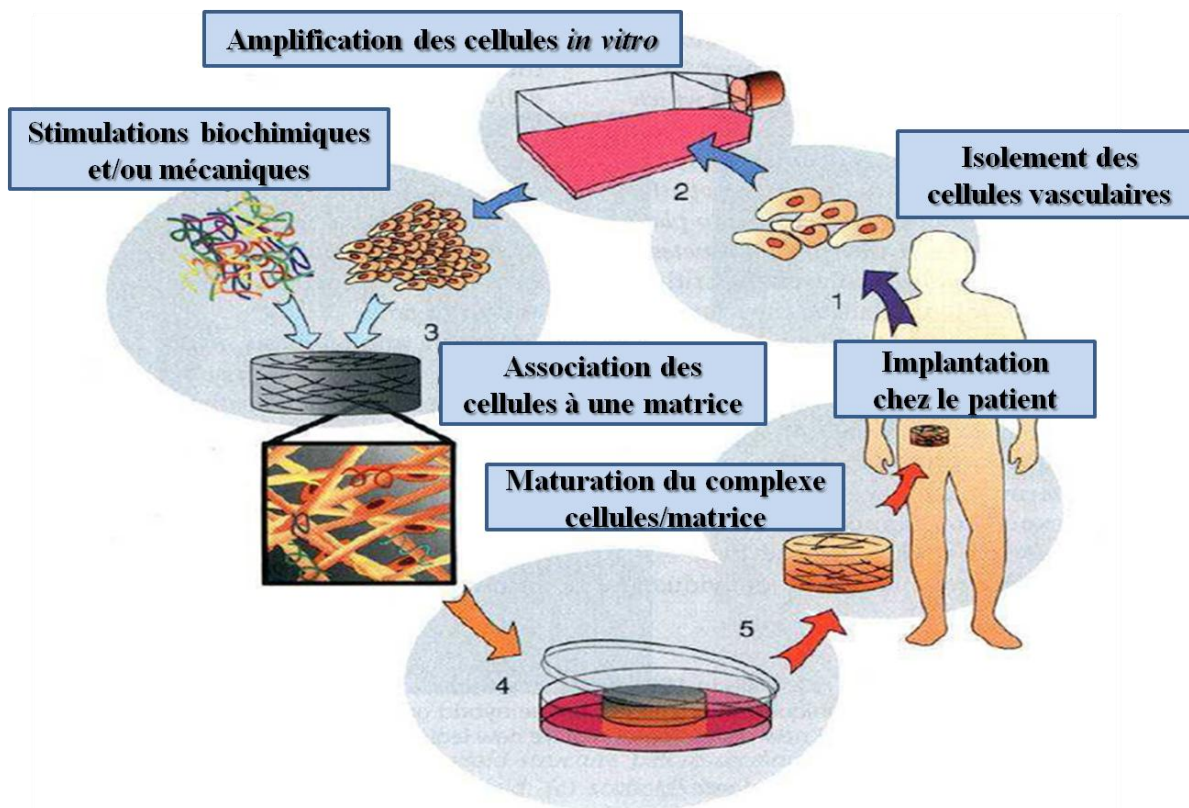 Amplification des cellules in vitro
Stimulations biochimiques
et/ou mécaniques
Isolement des
cellules vasculaires
2
1
3
Association des
cellules à une matrice
Implantation
chez le patient
Maturation du complexe
cellules/matrice
5
4